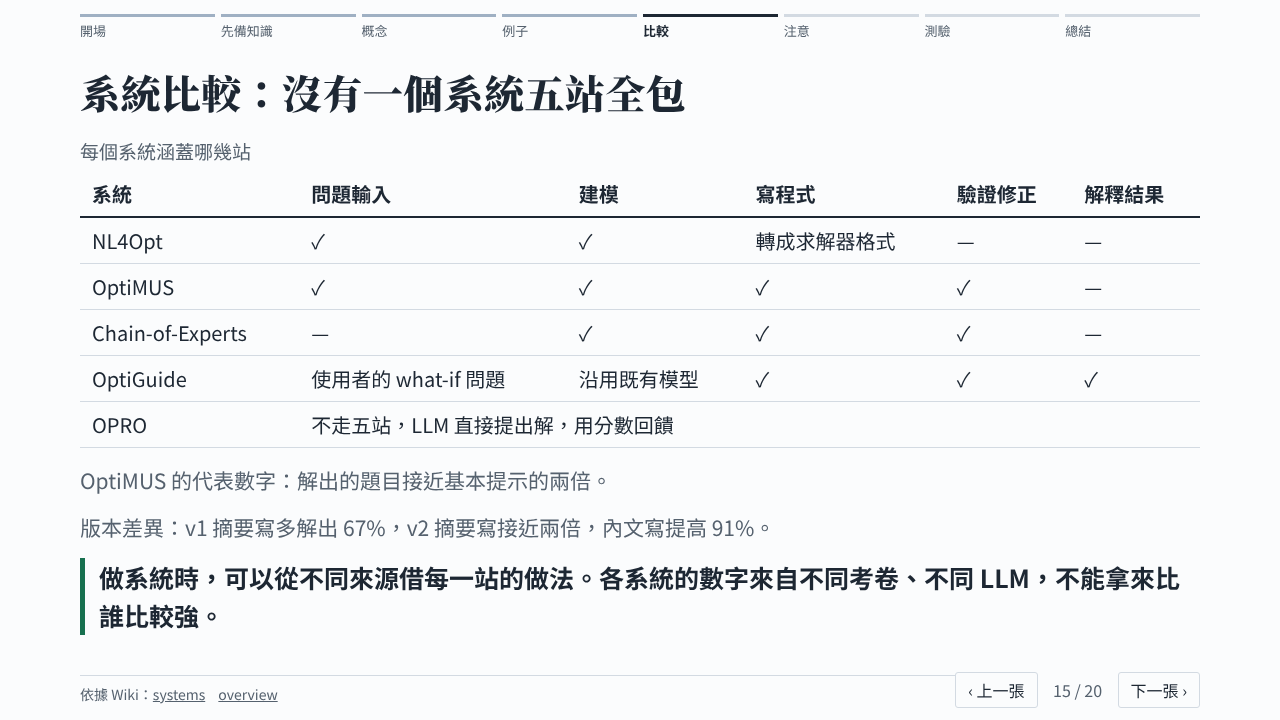 開場 先備知識 概念 例子 比較 注意 測驗 總結
系統比較：沒有一個系統五站全包
每個系統涵蓋哪幾站
系統 問題輸入 建模 寫程式 驗證修正 解釋結果
NL4Opt ✓ ✓ 轉成求解器格式 — —
OptiMUS ✓ ✓ ✓ ✓ —
Chain-of-Experts — ✓ ✓ ✓ —
OptiGuide 使用者的 what-if 問題 沿用既有模型 ✓ ✓ ✓
OPRO 不走五站，LLM 直接提出解，用分數回饋
OptiMUS 的代表數字：解出的題目接近基本提示的兩倍。
版本差異：v1 摘要寫多解出 67%，v2 摘要寫接近兩倍，內文寫提高 91%。
做系統時，可以從不同來源借每一站的做法。各系統的數字來自不同考卷、不同 LLM，不能拿來比
誰比較強。
依據 Wiki：systems overview
‹ 上一張 15 / 20 下一張 ›